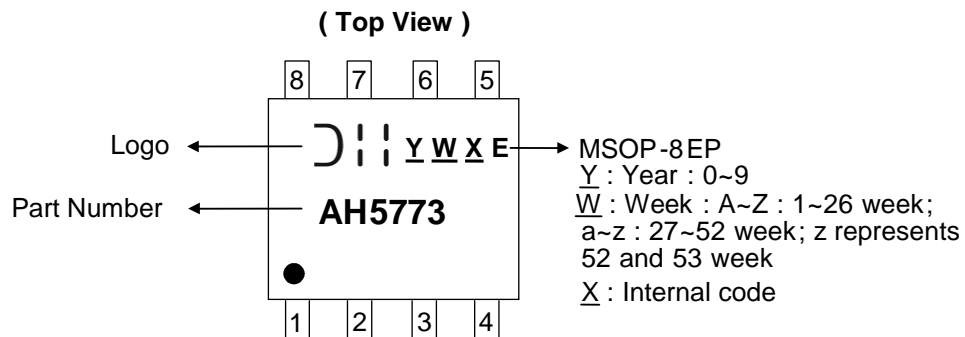 ( Top View )
8 7 6 5
Logo
Y W X E
MSOP-8EP
Y : Year : 0~9
Part Number
AH5773
W : Week : A~Z : 1~26 week;
a~z : 27~52 week; z represents
52 and 53 week
X : Internal code
1 2 3 4